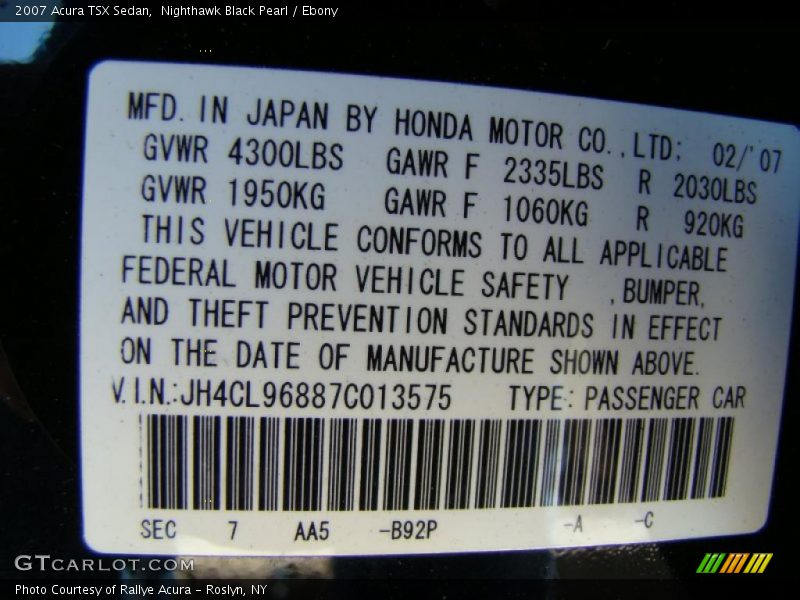 2007 Acura TSX Sedan,  Nighthawk Black Pearl / Ebony
MFD. IN JAPAN BY HONDA MOTOR CO.,LTD; 02/'07
GVWR 4300LBS GAWR F 2335LBS R 2030LBS
GVWR 1950KG GAWR F 1060KG R 920KG
THIS VEHICLE CONFORMS TO ALL APPLICABLE
FEDERAL MOTOR VEHICLE SAFETY ,BUMPER,
AND THEFT PREVENTION STANDARDS IN EFFECT
ON THE DATE OF MANUFACTURE SHOWN ABOVE.
V.I.N.:JH4CL96887C013575 TYPE: PASSENGER CAR
SEC 7 AA5 -B92P -A -C
GTCARLOT.COM
Photo Courtesy of Rallye Acura - Roslyn, NY